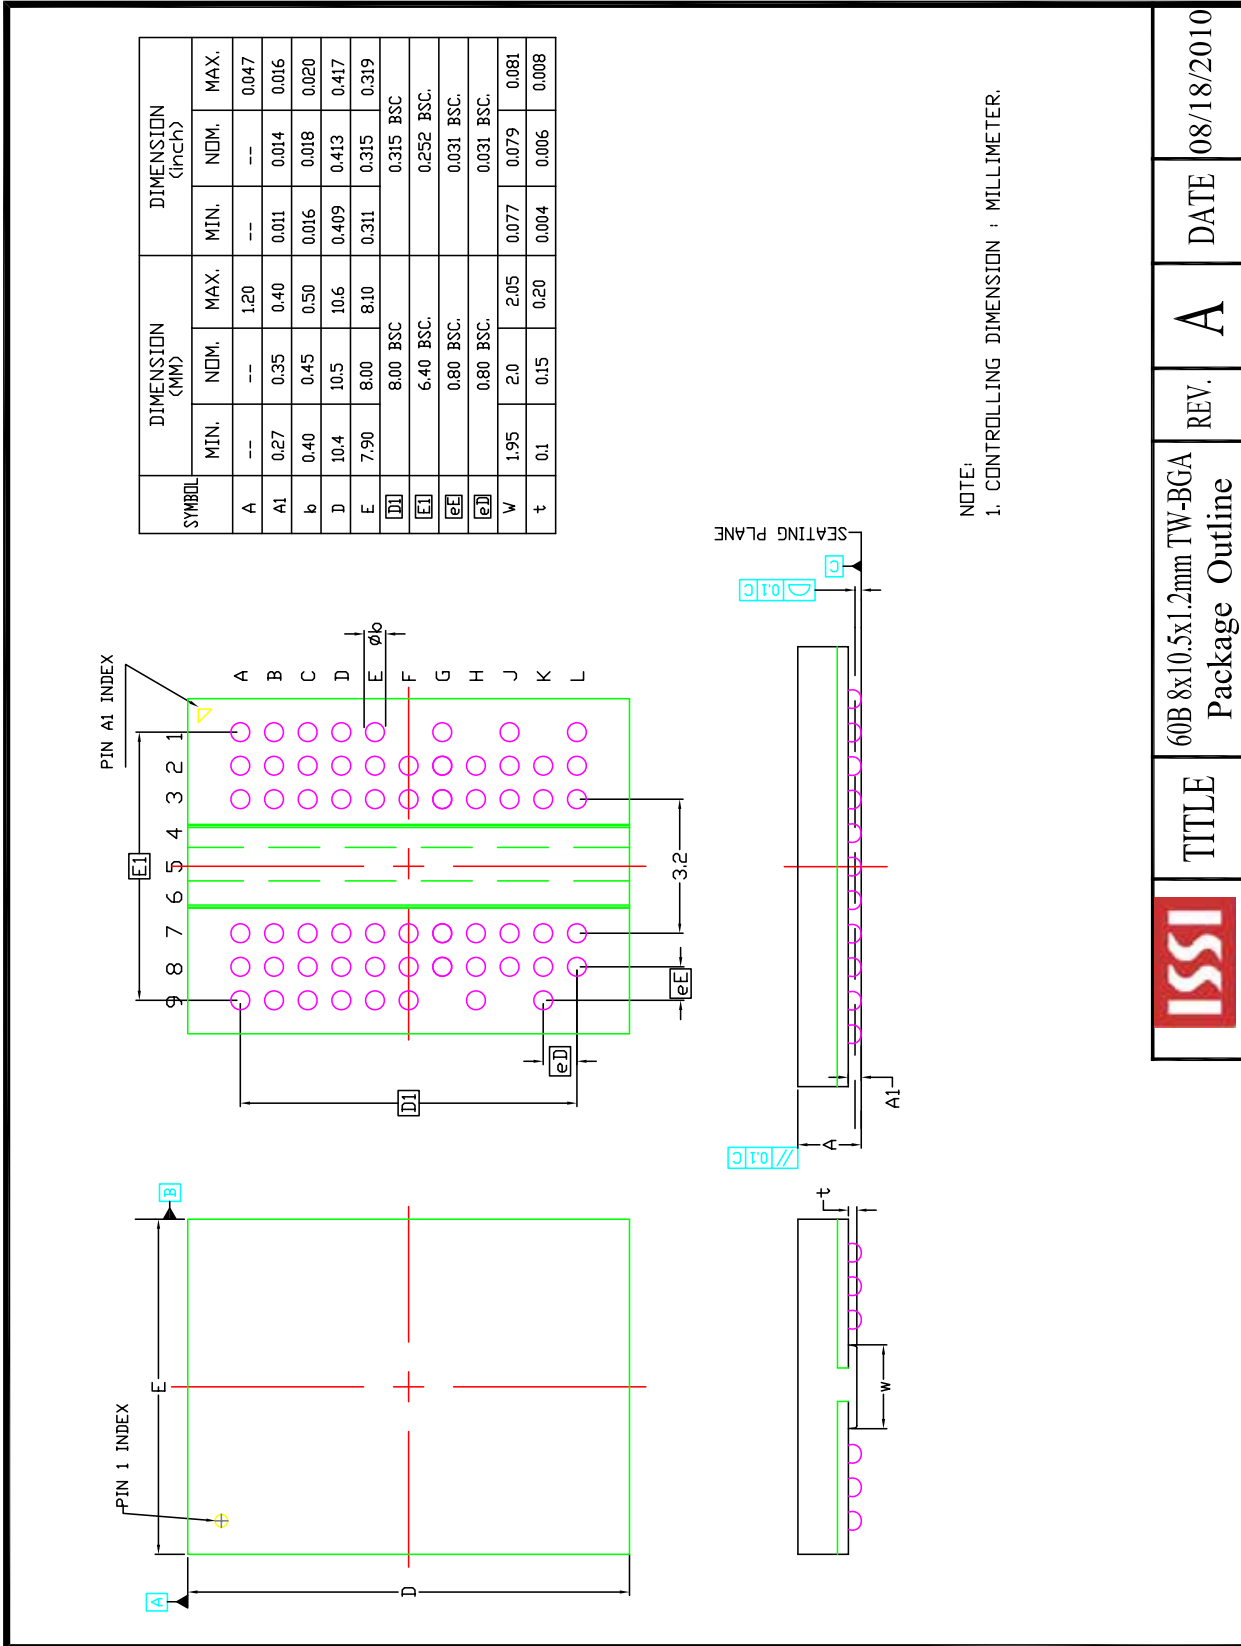 PIN 1 INDEX
A
B
E
D
PIN A1 INDEX
1 2 3 4 5 6 7 8 9
A
B
C
D
E
F
G
H
J
K
L
E1
D1
eD
eE
3.2
øb
SYMBOL DIMENSION (MM) DIMENSION (inch)
MIN. NOM. MAX. MIN. NOM. MAX.
A -- -- 1.20 -- -- 0.047
A1 0.27 0.35 0.40 0.011 0.014 0.016
b 0.40 0.45 0.50 0.016 0.018 0.020
D 10.4 10.5 10.6 0.409 0.413 0.417
E 7.90 8.00 8.10 0.311 0.315 0.319
D1 8.00 BSC 0.315 BSC
E1 6.40 BSC. 0.252 BSC.
eE 0.80 BSC. 0.031 BSC.
eD 0.80 BSC. 0.031 BSC.
W 1.95 2.0 2.05 0.077 0.079 0.081
t 0.1 0.15 0.20 0.004 0.006 0.008
t
w
// 0.1 C
A
A1
0.1 C
C
SEATING PLANE
NOTE:
1. CONTROLLING DIMENSION : MILLIMETER.
ISSI
TITLE
60B 8x10.5x1.2mm TW-BGA
Package Outline
REV.
A
DATE
08/18/2010